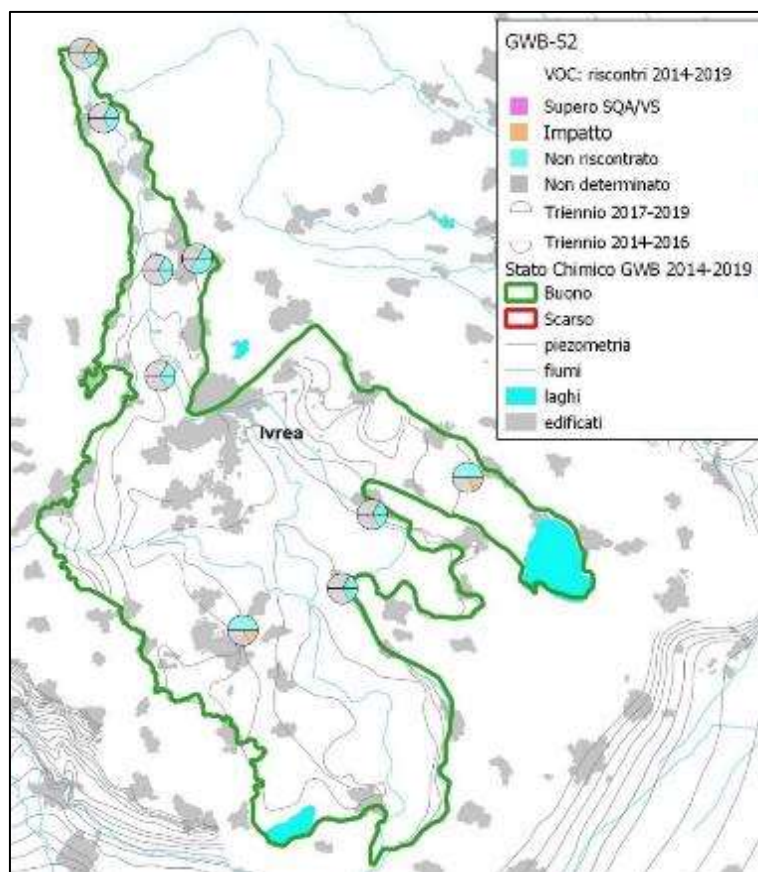 GWB-S2
VOC: riscontri 2014-2019
Supero SQA/VS
Impatto
Non riscontrato
Non determinato
Triennio 2017-2019
Triennio 2014-2016
Stato Chimico GWB 2014-2019
Buono
Scarso
piezometria
fiumi
laghi
edificati
Ivrea